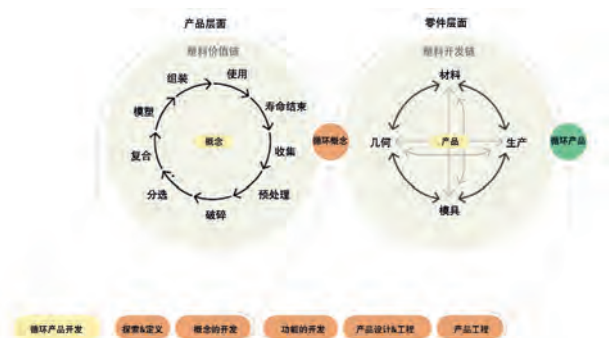 产品层面
塑料价值链
组装
使用
模塑
寿命结束
概念
复合
收集
分选
预处理
破碎
循环概念
零件层面
塑料开发链
材料
几何
产品
生产
模具
循环产品
循环产品开发
探索&定义
概念的开发
功能的开发
产品设计&工程
产品工程